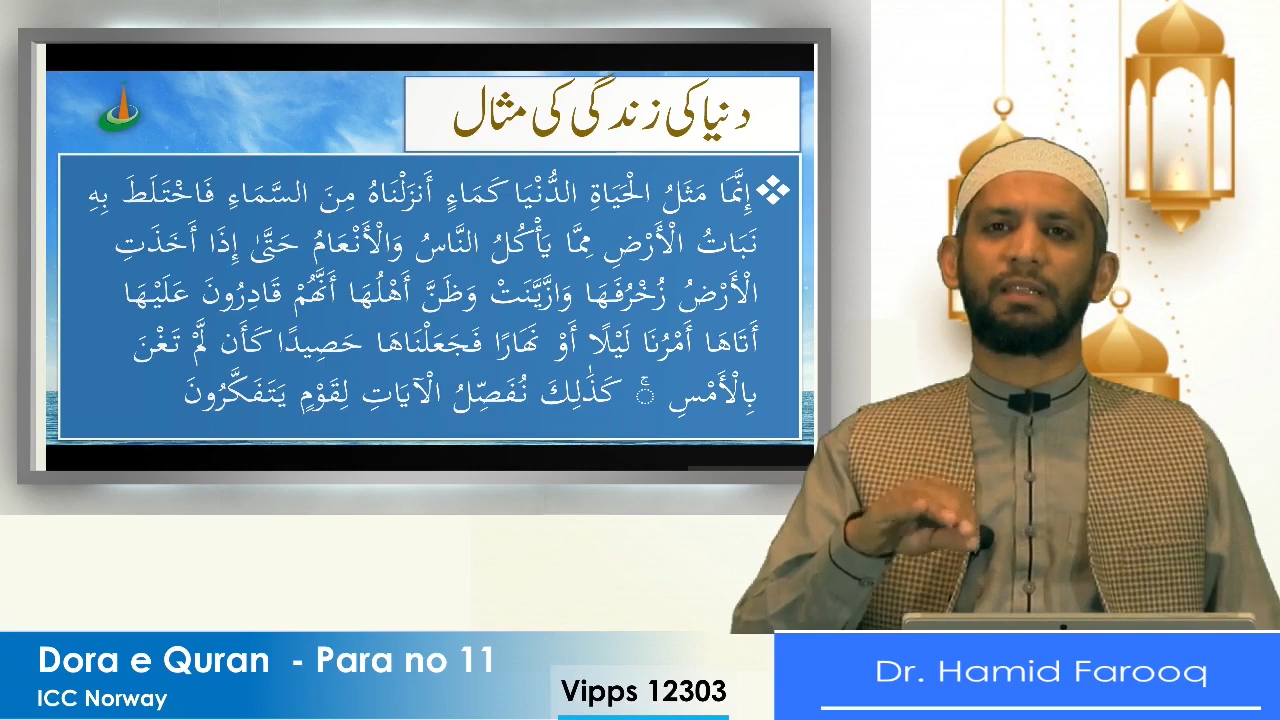 دنیا کی زندگی کی مثال
❖إِنَّمَا مَثَلُ الْحَيَاةِ الدُّنْيَا كَمَاءٍ أَنزَلْنَاهُ مِنَ السَّمَاءِ فَاخْتَلَطَ بِهِ
نَبَاتُ الْأَرْضِ مِمَّا يَأْكُلُ النَّاسُ وَالْأَنْعَامُ حَتَّىٰ إِذَا أَخَذَتِ
الْأَرْضُ زُخْرُفَهَا وَازَّيَّنَتْ وَظَنَّ أَهْلُهَا أَنَّهُمْ قَادِرُونَ عَلَيْهَا
أَتَاهَا أَمْرُنَا لَيْلًا أَوْ نَهَارًا فَجَعَلْنَاهَا حَصِيدًا كَأَن لَّمْ تَغْنَ
بِالْأَمْسِ ۚ كَذَٰلِكَ نُفَصِّلُ الْآيَاتِ لِقَوْمٍ يَتَفَكَّرُونَ
Dora e Quran - Para no 11
ICC Norway
Vipps 12303
Dr. Hamid Farooq